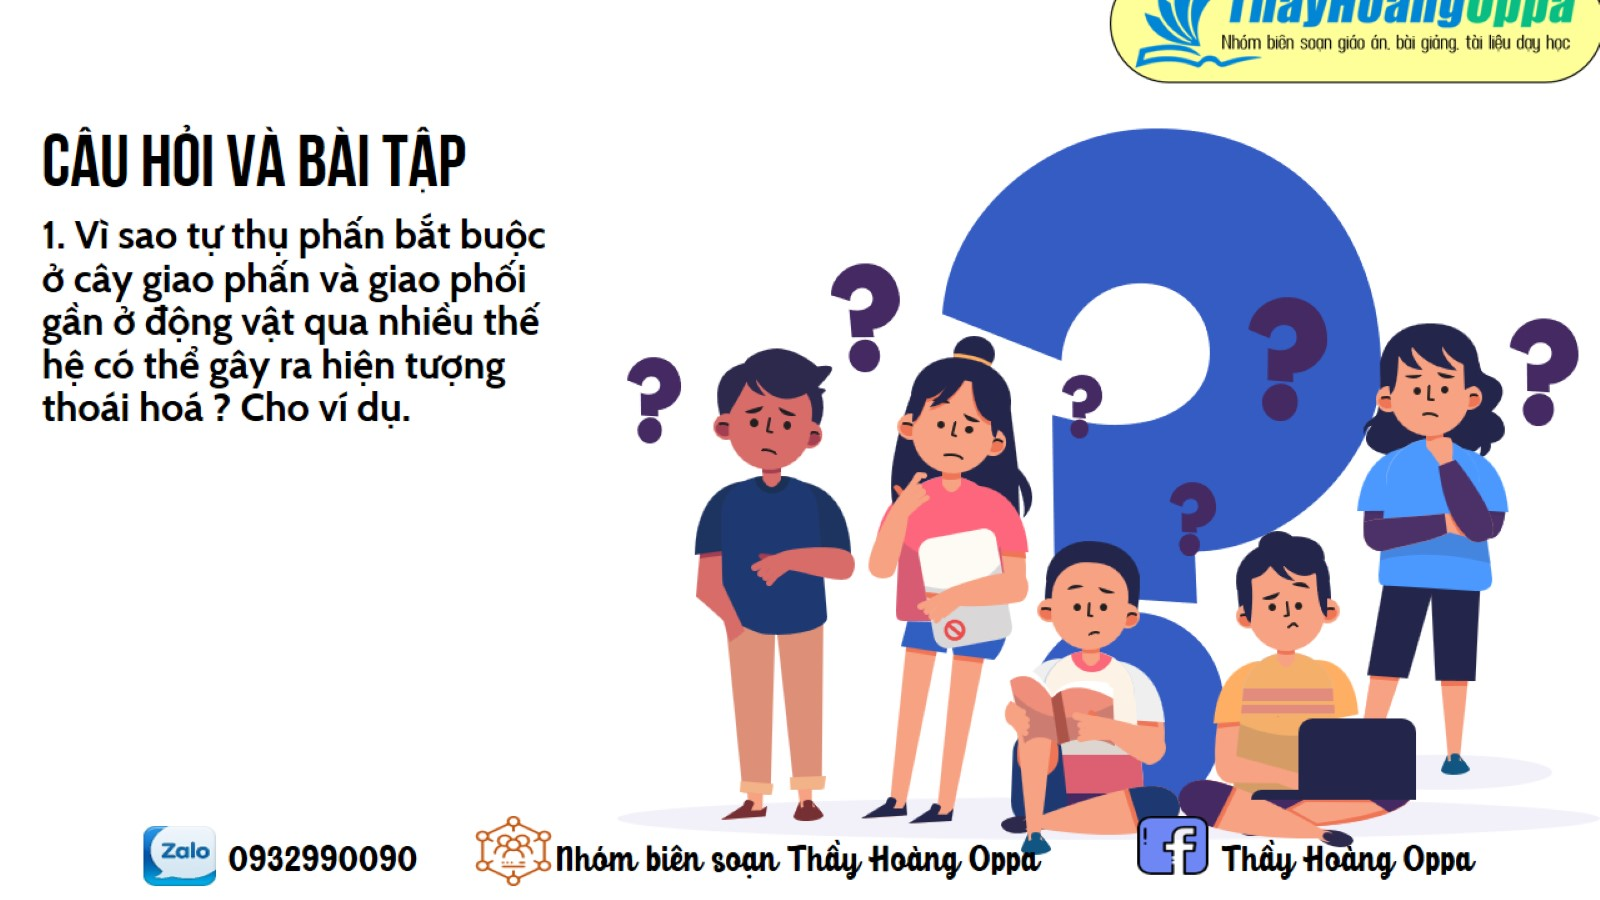 ThầyHoàngOppa
Nhóm biên soạn giáo án, bài giảng, tài liệu dạy học
CÂU HỎI VÀ BÀI TẬP
1. Vì sao tự thụ phấn bắt buộc
ở cây giao phấn và giao phối
gần ở động vật qua nhiều thế
hệ có thể gây ra hiện tượng
thoái hoá ? Cho ví dụ.
Zalo 0932990090
Nhóm biên soạn Thầy Hoàng Oppa
Thầy Hoàng Oppa